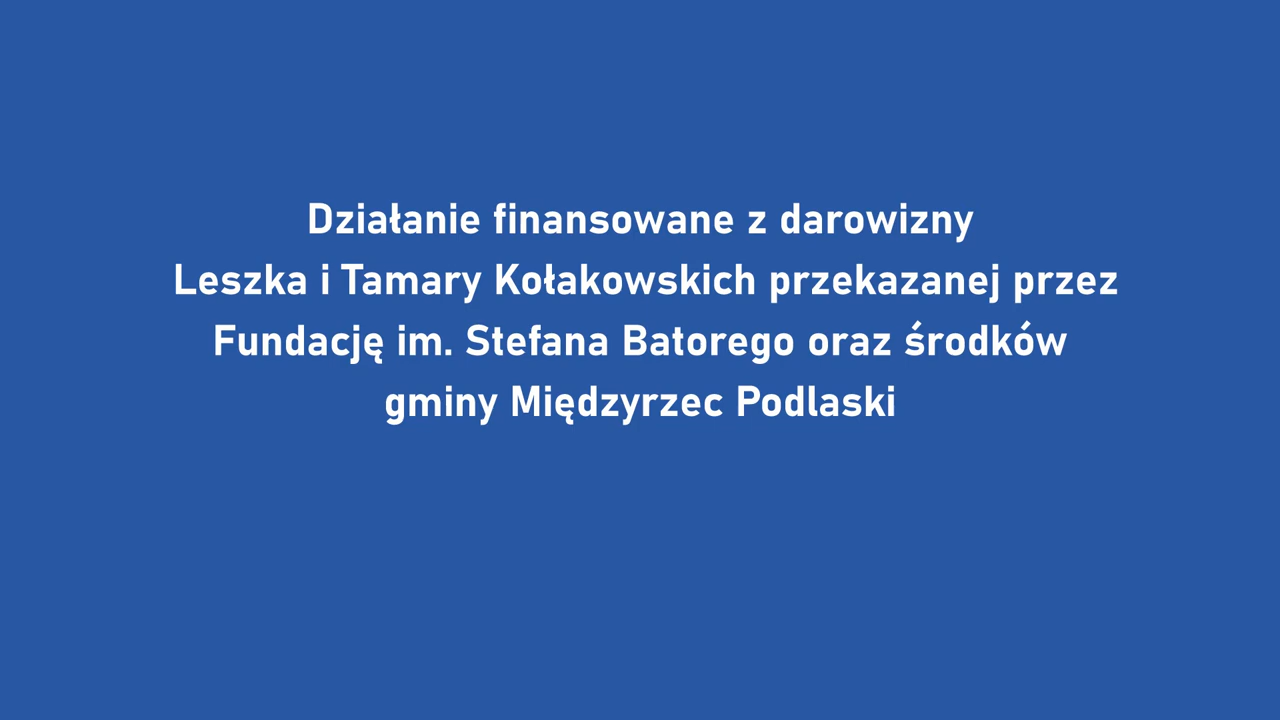 Działanie finansowane z darowizny
Leszka i Tamary Kołakowskich przekazanej przez
Fundację im. Stefana Batorego oraz środków
gminy Międzyrzec Podlaski